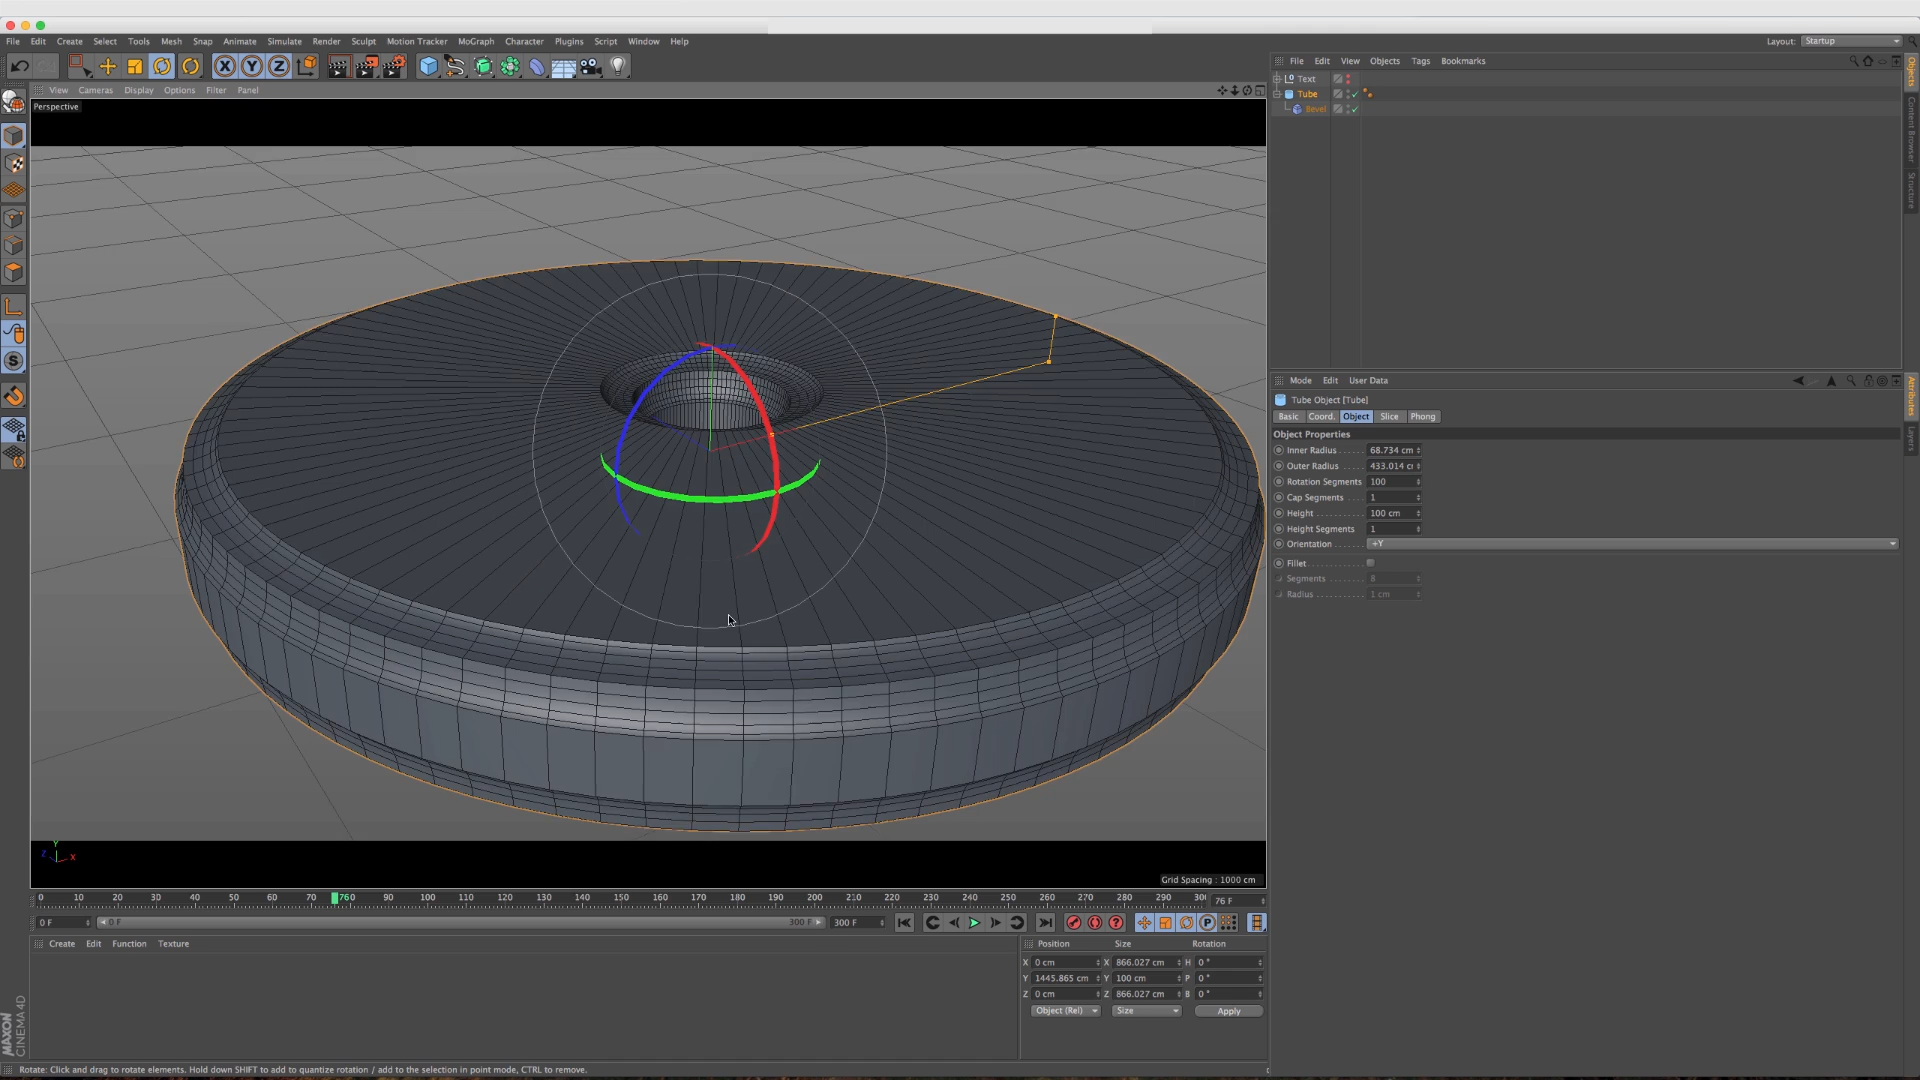 File Edit Create Select Tools Mesh Snap Animate Simulate Render Sculpt Motion Tracker MoGraph Character Plugins Script Window Help
Layout: Startup
View Cameras Display Options Filter Panel
Perspective
File Edit View Objects Tags Bookmarks
Text
Tube
Bevel
Objects
Content Browser
Structure
Mode Edit User Data
Tube Object [Tube]
Basic Coord. Object Slice Phong
Object Properties
Inner Radius 68.734 cm
Outer Radius 433.014 c
Rotation Segments 100
Cap Segments 1
Height 100 cm
Height Segments 1
Orientation +Y
Fillet
Segments 8
Radius 1 cm
Attributes
Layers
X Y Z
S
Y
Z X
Grid Spacing : 1000 cm
0 10 20 30 40 50 60 70 760 90 100 110 120 130 140 150 160 170 180 190 200 210 220 230 240 250 260 270 280 290 30
76 F
0 F 0 F 300 F 300 F
P
Create Edit Function Texture
Position Size Rotation
X 0 cm X 866.027 cm H 0 °
Y 1445.865 cm Y 100 cm P 0 °
Z 0 cm Z 866.027 cm B 0 °
Object (Rel) Size Apply
MAXON
CINEMA 4D
Rotate: Click and drag to rotate elements. Hold down SHIFT to add to quantize rotation / add to the selection in point mode, CTRL to remove.